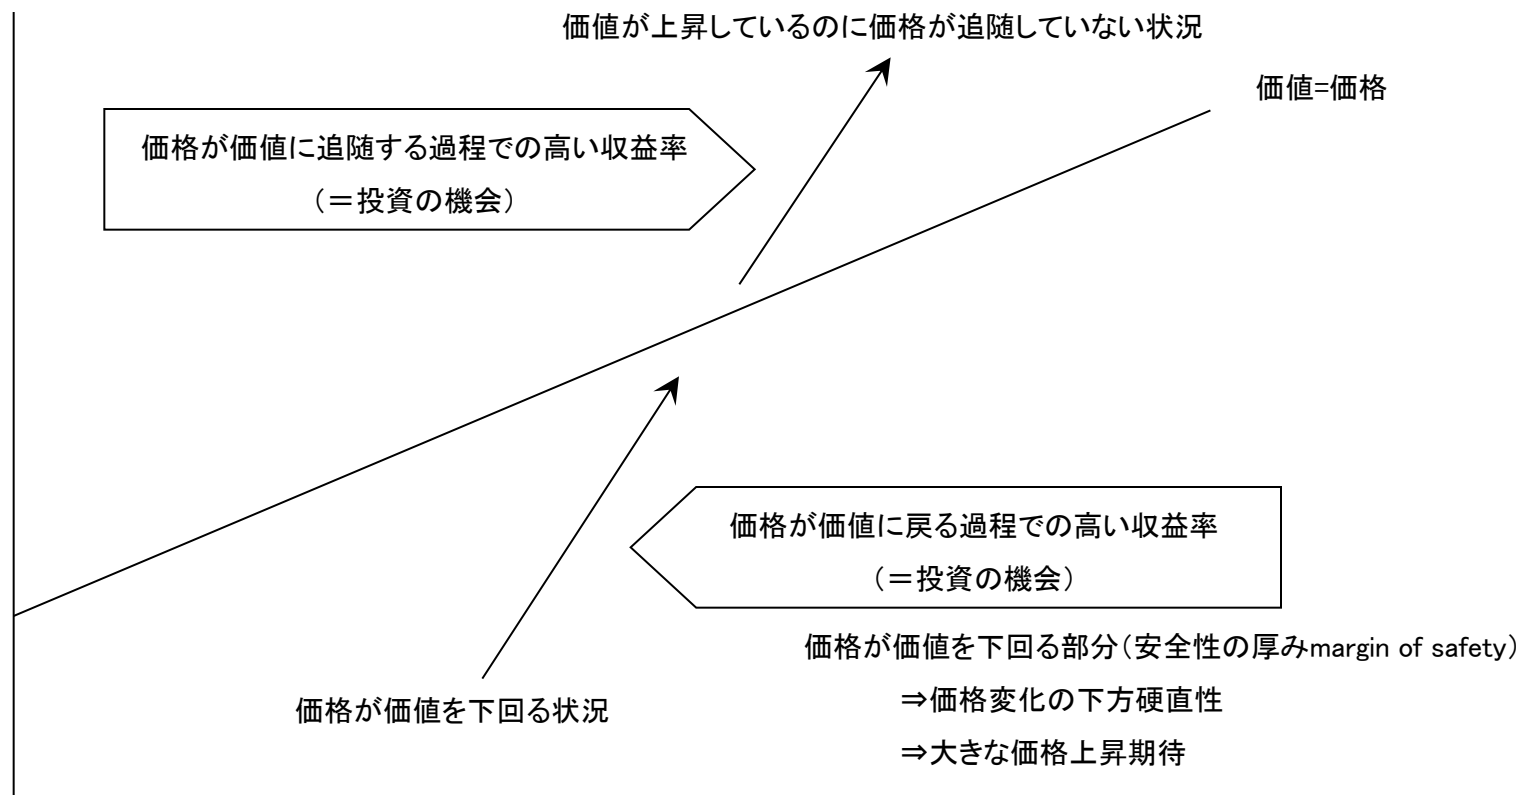 価値が上昇しているのに価格が追随していない状況
価値=価格
価格が価値に追随する過程での高い収益率
（＝投資の機会）
価格が価値に戻る過程での高い収益率
（＝投資の機会）
価格が価値を下回る部分（安全性の厚みmargin of safety）
⇒価格変化の下方硬直性
⇒大きな価格上昇期待
価格が価値を下回る状況